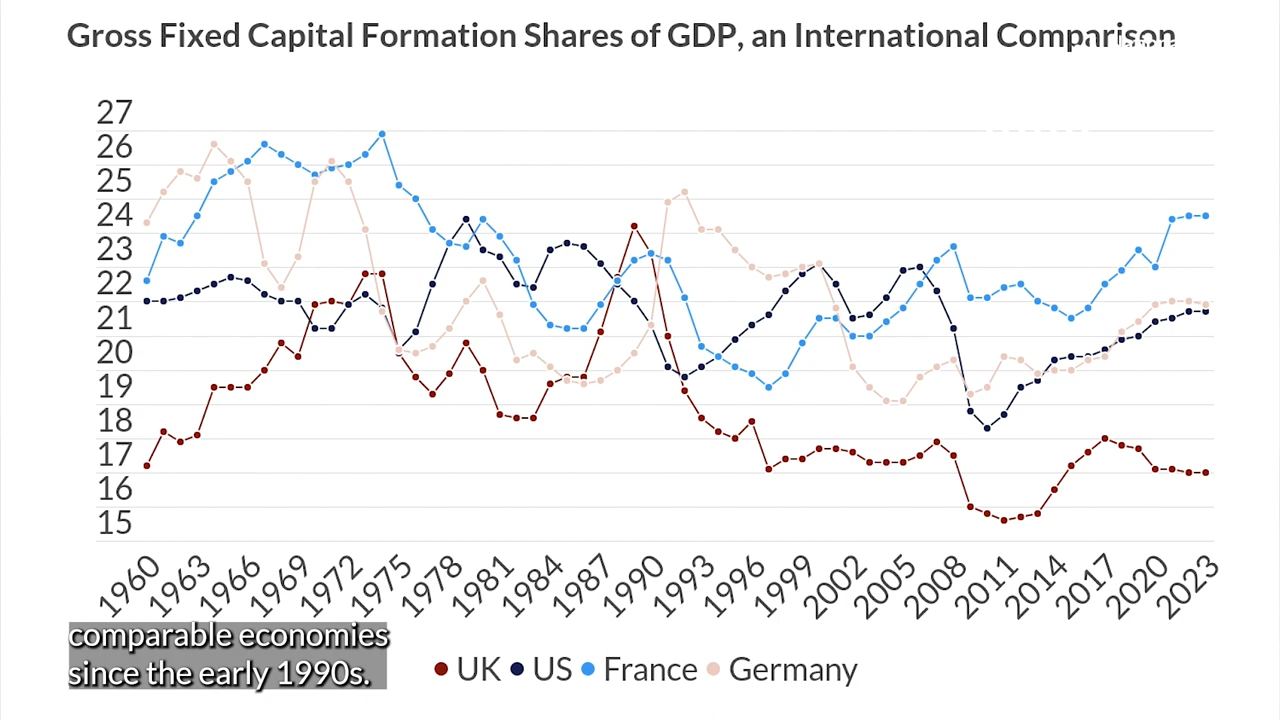 Gross Fixed Capital Formation Shares of GDP, an International Comparison
27
26
25
24
23
22
21
20
19
18
17
16
15
1960 1963 1966 1969 1972 1975 1978 1981 1984 1987 1990 1993 1996 1999 2002 2005 2008 2011 2014 2017 2020 2023
comparable economies
since the early 1990s.
UK US France Germany